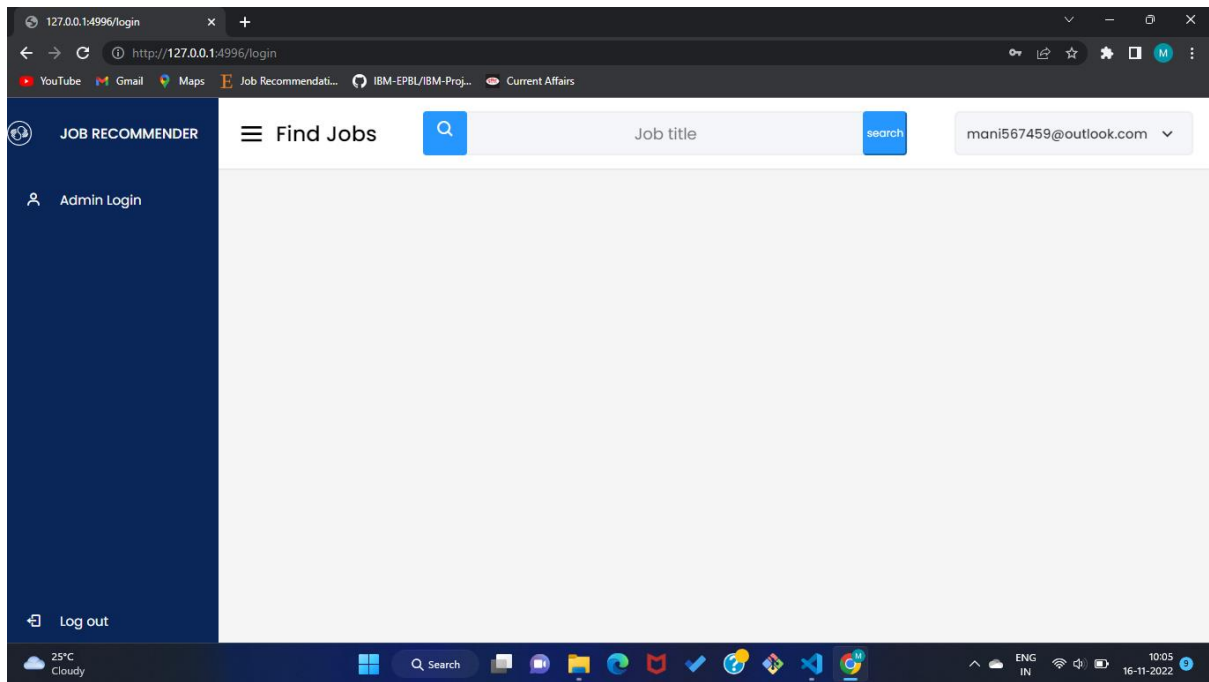 127.0.0.1:4996/login
http://127.0.0.1:4996/login
M
YouTube Gmail Maps Job Recommendati... IBM-EPBL/IBM-Proj... Current Affairs
JOB RECOMMENDER Find Jobs Job title search mani567459@outlook.com
Admin Login
Log out
25°C
Cloudy
Search
ENG
IN
10:05
16-11-2022
9